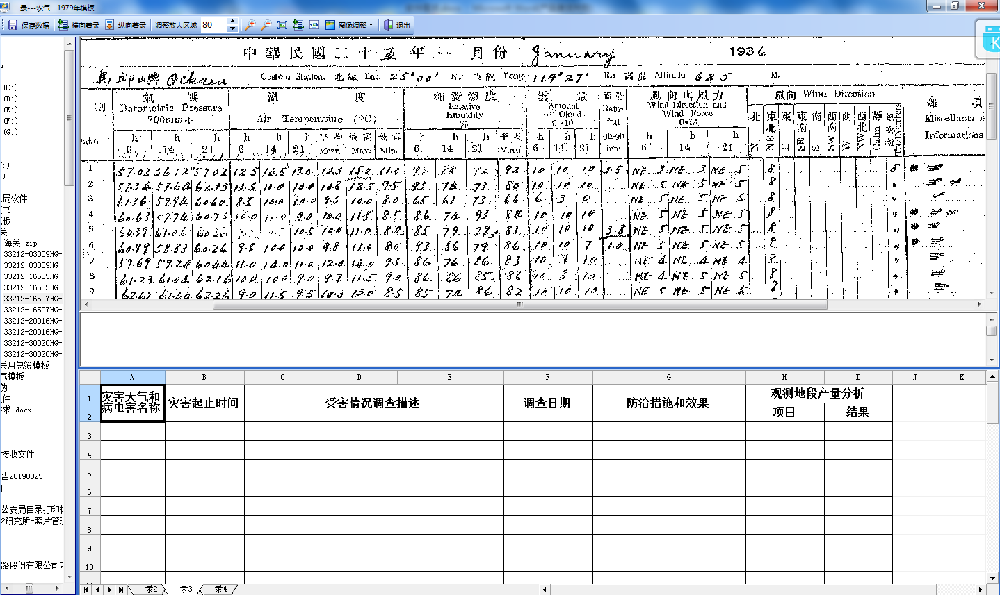 一录---农气一1979年模板
保存数据 横向著录 纵向著录 调整放大区域 80 图像调整 退出
K
r
(C:)
(D:)
(E:)
(F:)
(G:)
:)
)
局软件
书
板
关
海关.zip
33212-03009HG-
33212-03009HG-
33212-16505HG-
33212-16505HG-
33212-16507HG-
33212-16507HG-
33212-20016HG-
33212-20016HG-
33212-30020HG-
33212-30020HG-
关月总簿模板
气模板
伪
件
求.docx
接收文件
告20190325
公安局目录打印软
2研究所-照片管理
路股份有限公司京
中華民國二十五年一月份 January 1936
烏邱山嶼 Ocksen Custom Station. 北緯 Lat. 25°00' N.; 東經 Long. 119°27' E.; 高度 Altitude 62.5 M.
期 氣壓 溫度 相對濕度 雲量 雨量 風向與風力 風向 Wind Direction 雜項
Barometric Pressure 700mm+ Air Temperature (°C) Relative Humidity % Amount of Cloud 0-10 Rain-fall mm. Wind Direction and Wind Force 0-12 Miscellaneous Informations
北 東北 東 東南 南 西南 西 西北 靜
N NE E SE S SW W NW Calm Total Numbers
h h h h h h 平均 最高 最低 h h h 平均 h h h h h h
6 14 21 6 14 21 Mean Max. Min. 6 14 21 Mean 6 14 21 6 14 21
1 57.02 56.12 57.02 12.5 14.5 13.0 13.3 15.0 11.0 93 88 92 10 10 10 3.5 NE 3 NE 3 NE 5 8 8
2 57.34 57.64 62.13 11.5 11.0 10.0 10.8 12.5 9.5 93 74 73 80 10 10 10 NE 5 NE 5 NE 5 8
3 61.36 59.94 60.60 8.5 10.0 10.0 9.5 10.0 8.0 65 61 73 66 6 3 0 NE 5 NE 5 NE 5 8
4 60.63 59.74 60.73 10.0 11.0 9.0 10.0 11.5 8.5 86 74 93 84 10 10 10 NE 5 NE 5 NE 5 8
5 60.39 61.06 10.5 10.0 11.0 8.0 85 79 79 81 10 10 10 3.8 NE 5 NE 5 NE 5 8
6 60.99 58.83 60.26 9.5 10.0 10.0 9.8 11.0 8.0 93 86 79 86 10 10 7 1.0 NE 5 NE 5 NE 5 8
7 59.69 59.24 60.44 11.0 14.0 11.0 12.0 14.0 9.5 86 76 86 83 10 10 NE 4 NE 4 NE 4 8
8 61.23 61.04 62.16 10.0 10.0 9.0 9.7 11.5 9.0 86 86 85 86 10 8 10 NE 4 NE 5 NE 5 8
9 62.26 9.0 11.5 9.5 10.0 12.0 8.5 85 74 86 82 10 10 10 NE 5 NE 5 NE 5 8
A B C D E F G H I J K
1 灾害天气和病虫害名称 灾害起止时间 受害情况调查描述 调查日期 防治措施和效果 观测地段产量分析
2 项目 结果
3
4
5
6
7
8
9
10
一录2 一录3 一录4